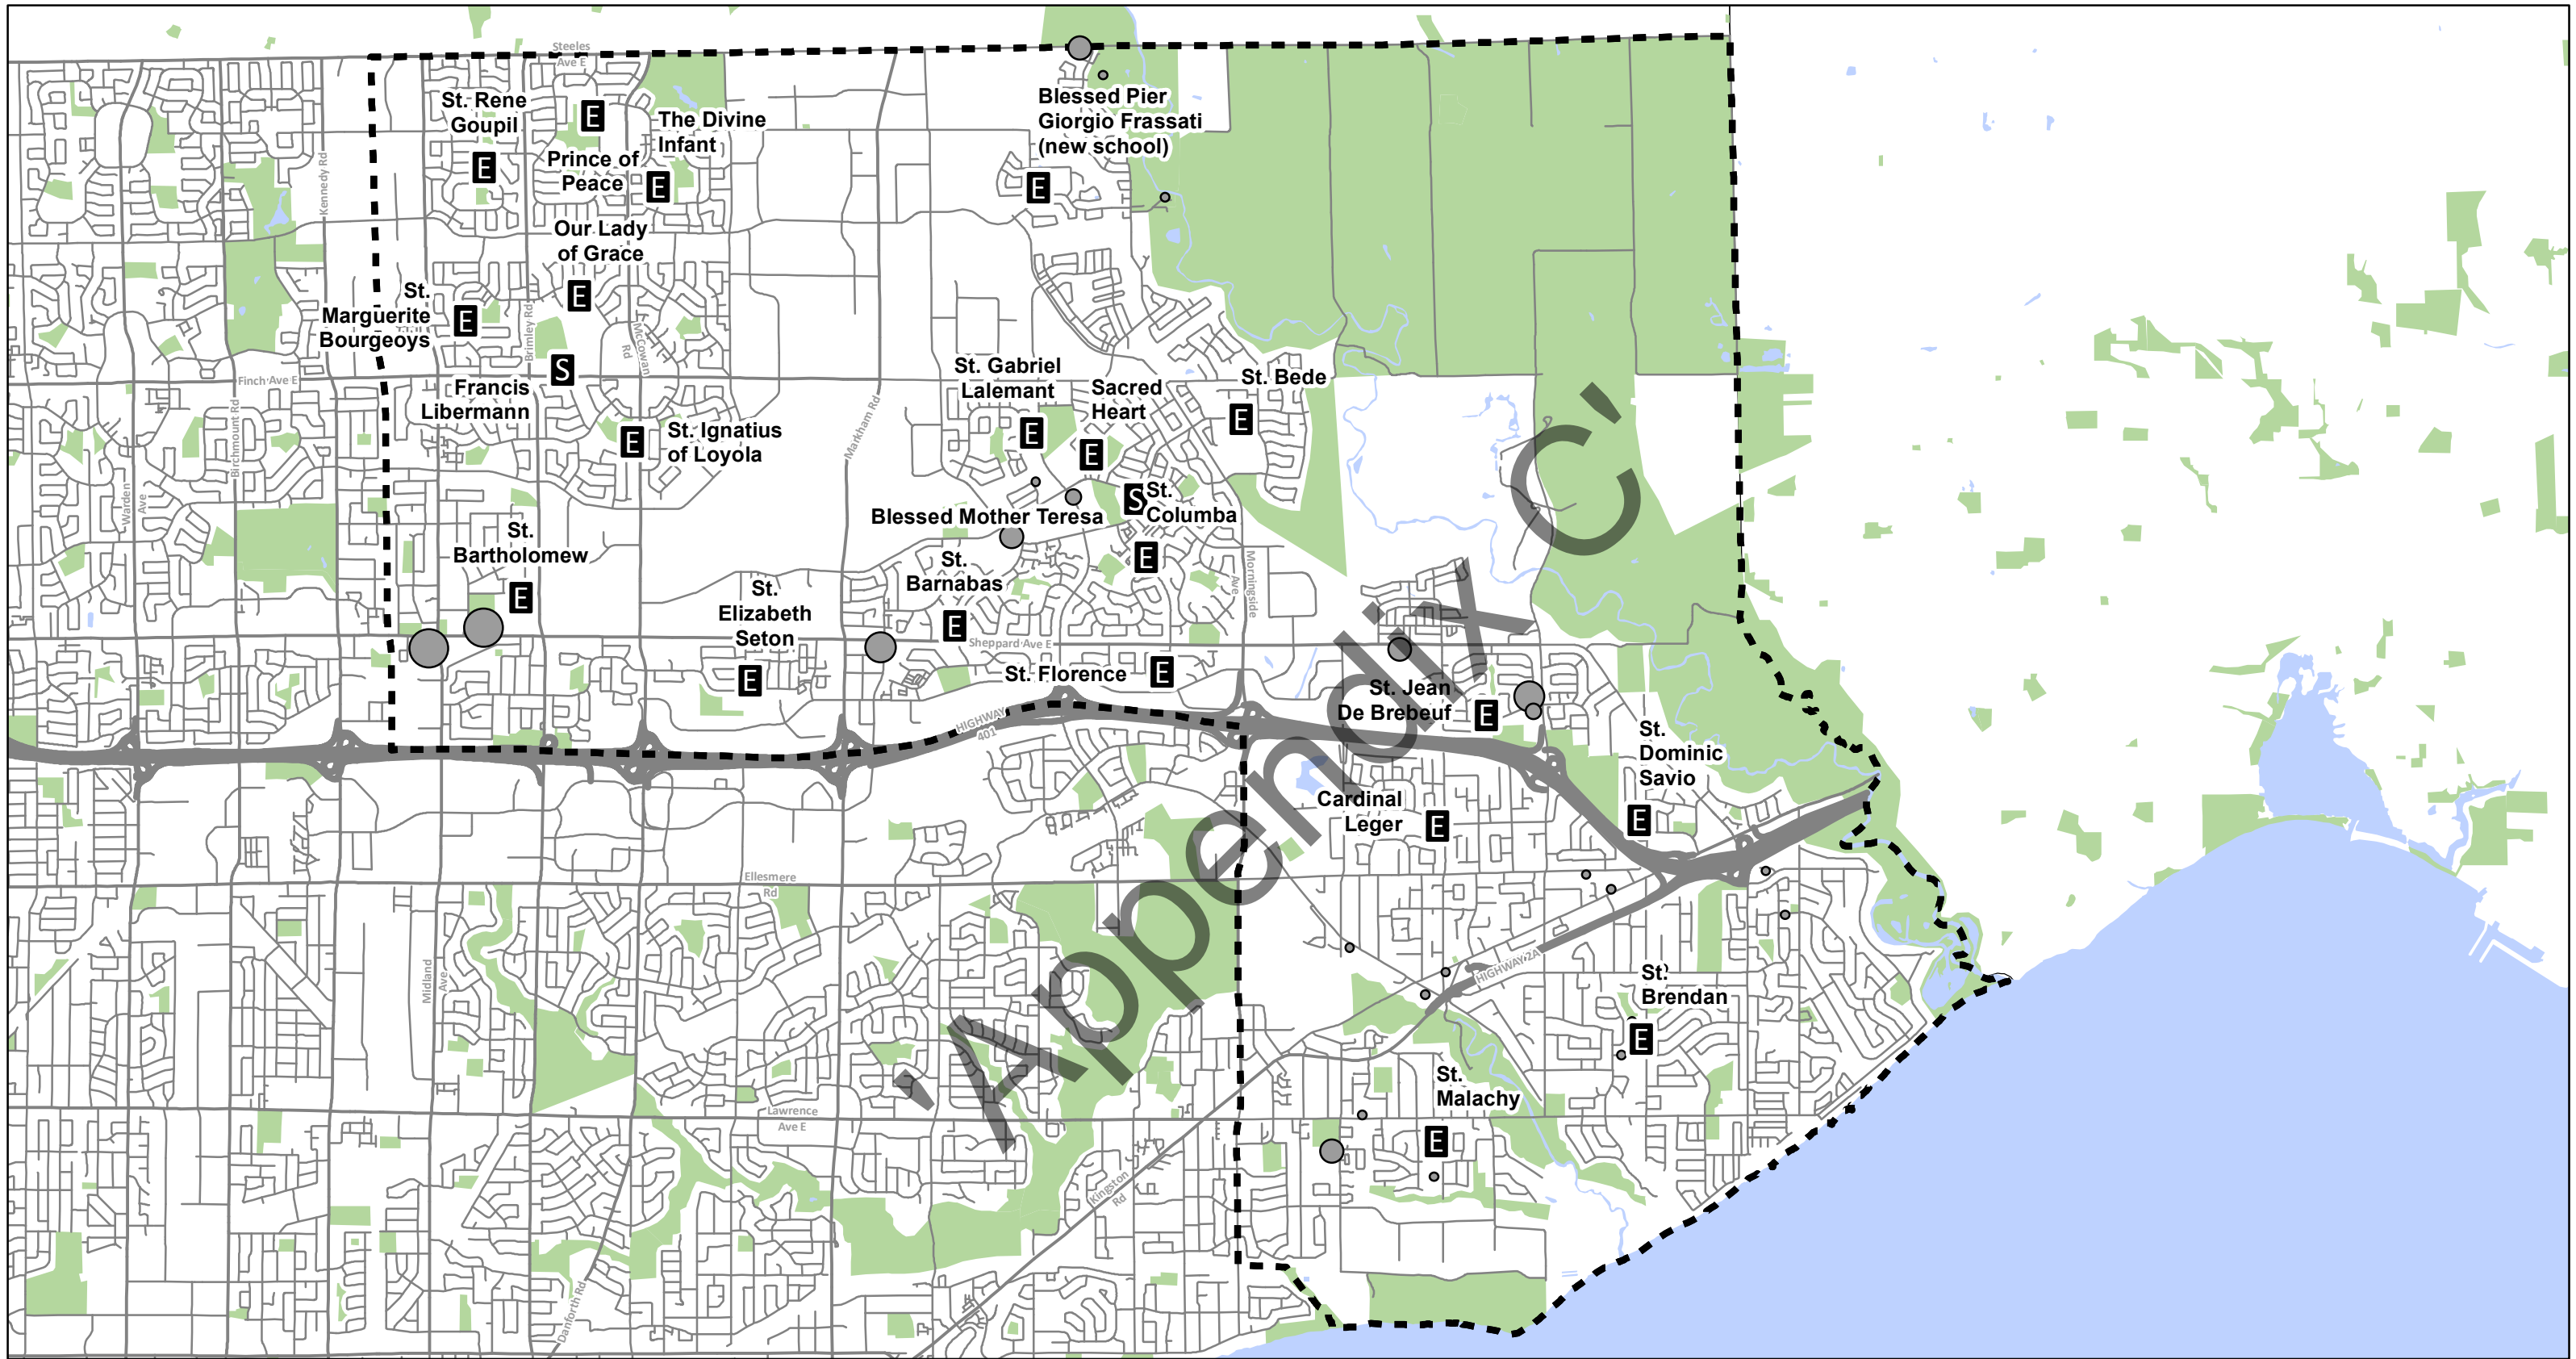 Steeles
Ave E
St. Rene
Goupil
E
E
The Divine
Infant
Prince of
Peace
E
Blessed Pier
Giorgio Frassati
(new school)
E
Kennedy Rd
Our Lady
of Grace
E
St.
Marguerite
Bourgeoys
E
Brimley Rd
McCowan
Rd
S
Finch Ave E
Francis
Libermann
St. Gabriel
Lalemant
E
Sacred
Heart
E
St. Bede
E
Birchmount Rd
E
St. Ignatius
of Loyola
Markham Rd
Warden
Ave
S
St.
Columba
E
Blessed Mother Teresa
St.
Bartholomew
E
St.
Barnabas
E
St.
Elizabeth
Seton
E
Morningside
Ave
Sheppard Ave E
St. Florence
E
St. Jean
De Brebeuf
E
HIGHWAY
401
St.
Dominic
Savio
E
Cardinal
Leger
E
Ellesmere
Rd
Midland
Ave
HIGHWAY 2A
St.
Brendan
E
St.
Malachy
E
Lawrence
Ave E
Kingston
Rd
Danforth Rd
'Appendix C'